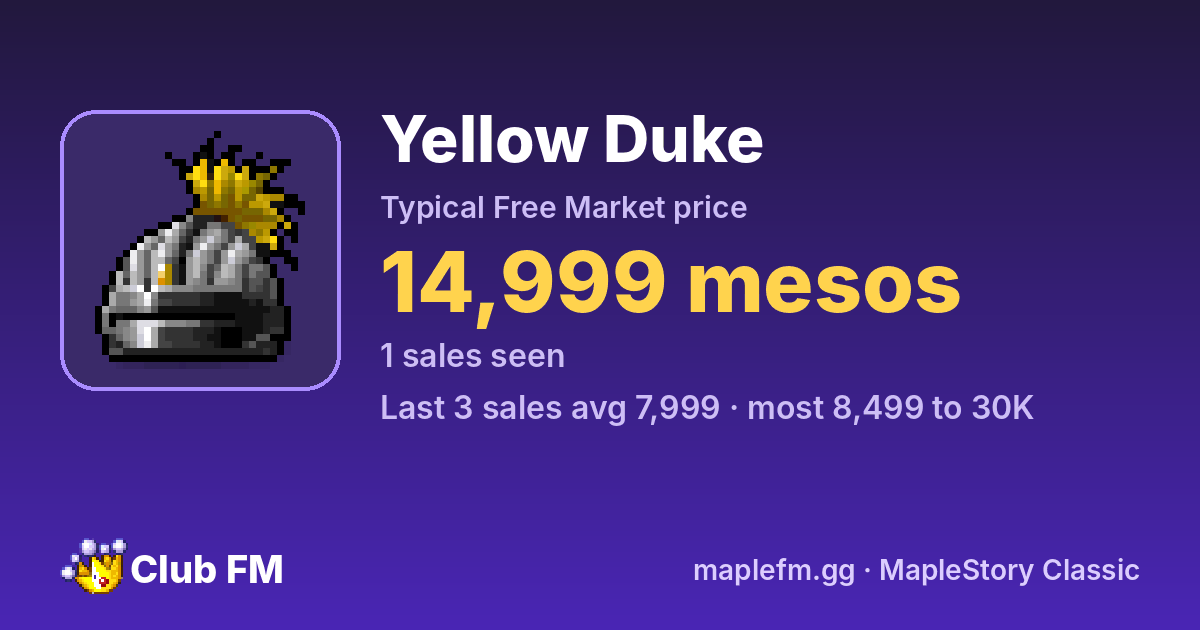 Yellow Duke
Typical Free Market price
14,999 mesos
1 sales seen
Last 3 sales avg 7,999 · most 8,499 to 30K
Club FM
maplefm.gg · MapleStory Classic